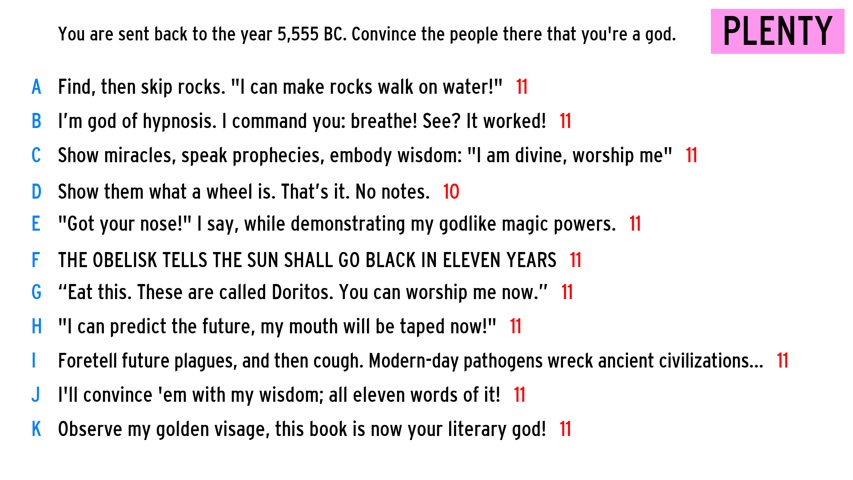 You are sent back to the year 5,555 BC. Convince the people there that you're a god.
PLENTY
A Find, then skip rocks. "I can make rocks walk on water!" 11
B I’m god of hypnosis. I command you: breathe! See? It worked! 11
C Show miracles, speak prophecies, embody wisdom: "I am divine, worship me" 11
D Show them what a wheel is. That’s it. No notes. 10
E "Got your nose!" I say, while demonstrating my godlike magic powers. 11
F THE OBELISK TELLS THE SUN SHALL GO BLACK IN ELEVEN YEARS 11
G “Eat this. These are called Doritos. You can worship me now.” 11
H "I can predict the future, my mouth will be taped now!" 11
I Foretell future plagues, and then cough. Modern-day pathogens wreck ancient civilizations... 11
J I'll convince 'em with my wisdom; all eleven words of it! 11
K Observe my golden visage, this book is now your literary god! 11